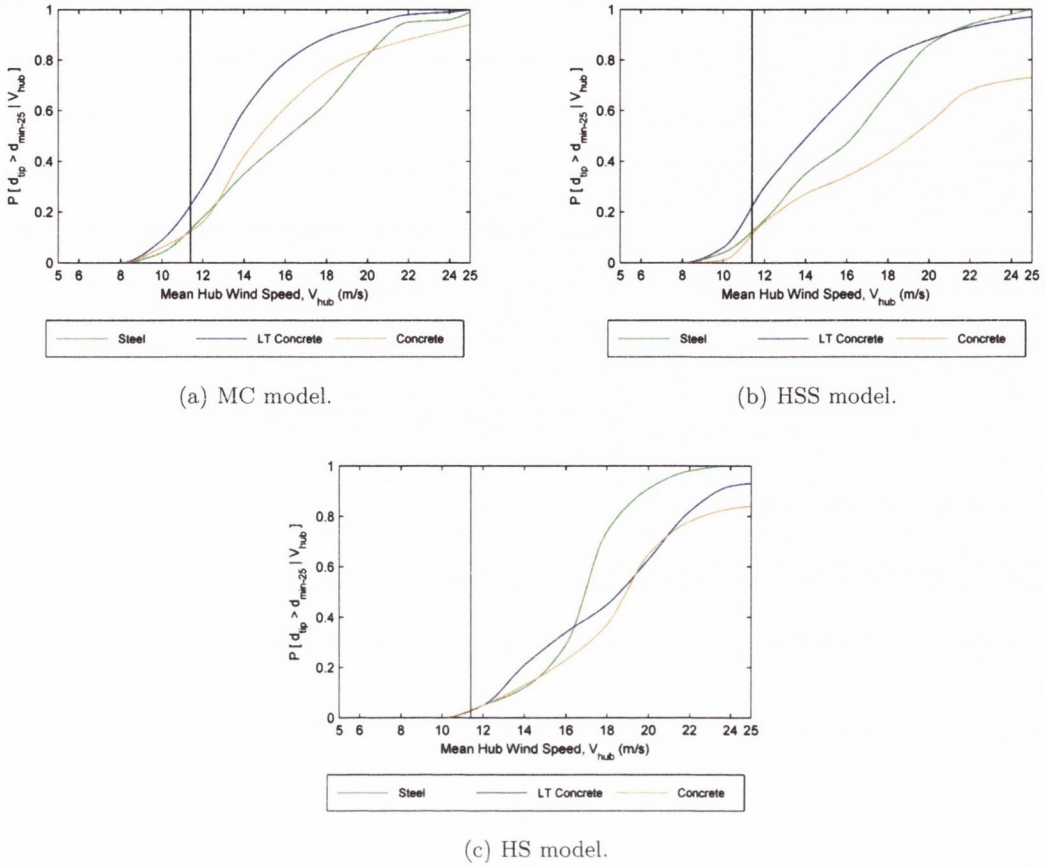 1
0.8
0.6
0.4
0.2
0
P [ d_tip > d_min-25 | V_hub ]
5 6 8 10 12 14 16 18 20 22 24 25
Mean Hub Wind Speed, V_hub (m/s)
Steel LT Concrete Concrete
(a) MC model.
1
0.8
0.6
0.4
0.2
0
P [ d_tip > d_min-25 | V_hub ]
5 6 8 10 12 14 16 18 20 22 24 25
Mean Hub Wind Speed, V_hub (m/s)
Steel LT Concrete Concrete
(b) HSS model.
1
0.8
0.6
0.4
0.2
0
P [ d_tip > d_min-25 | V_hub ]
5 6 8 10 12 14 16 18 20 22 24 25
Mean Hub Wind Speed, V_hub (m/s)
Steel LT Concrete Concrete
(c) HS model.